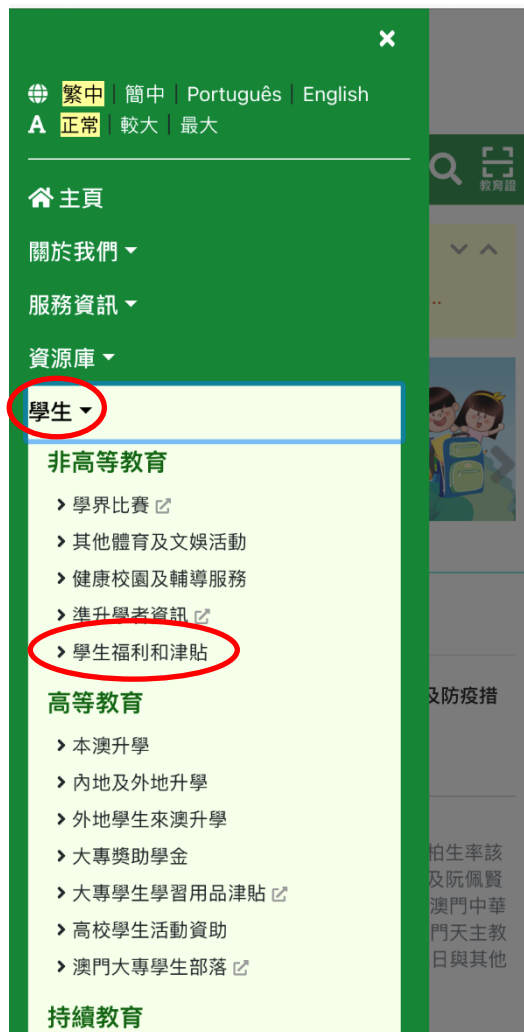 繁中 | 簡中 | Português | English
A 正常 | 較大 | 最大
教育證
主頁
關於我們
服務資訊
..
資源庫
學生
非高等教育
學界比賽
其他體育及文娛活動
健康校園及輔導服務
準升學者資訊
學生福利和津貼
高等教育
及防疫措
本澳升學
內地及外地升學
外地學生來澳升學
大專獎助學金
柏生率該
大專學生學習用品津貼
及阮佩賢
澳門中華
高校學生活動資助
門天主教
澳門大專學生部落
日與其他
持續教育